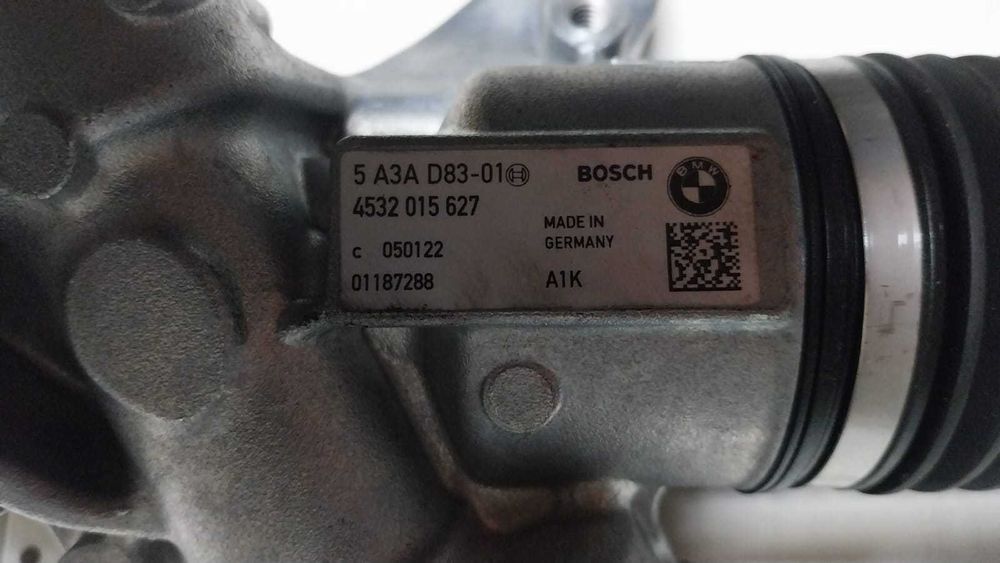 5 A3A D83-01
BOSCH
BMW
4532 015 627
MADE IN
GERMANY
c 050122
01187288
A1K